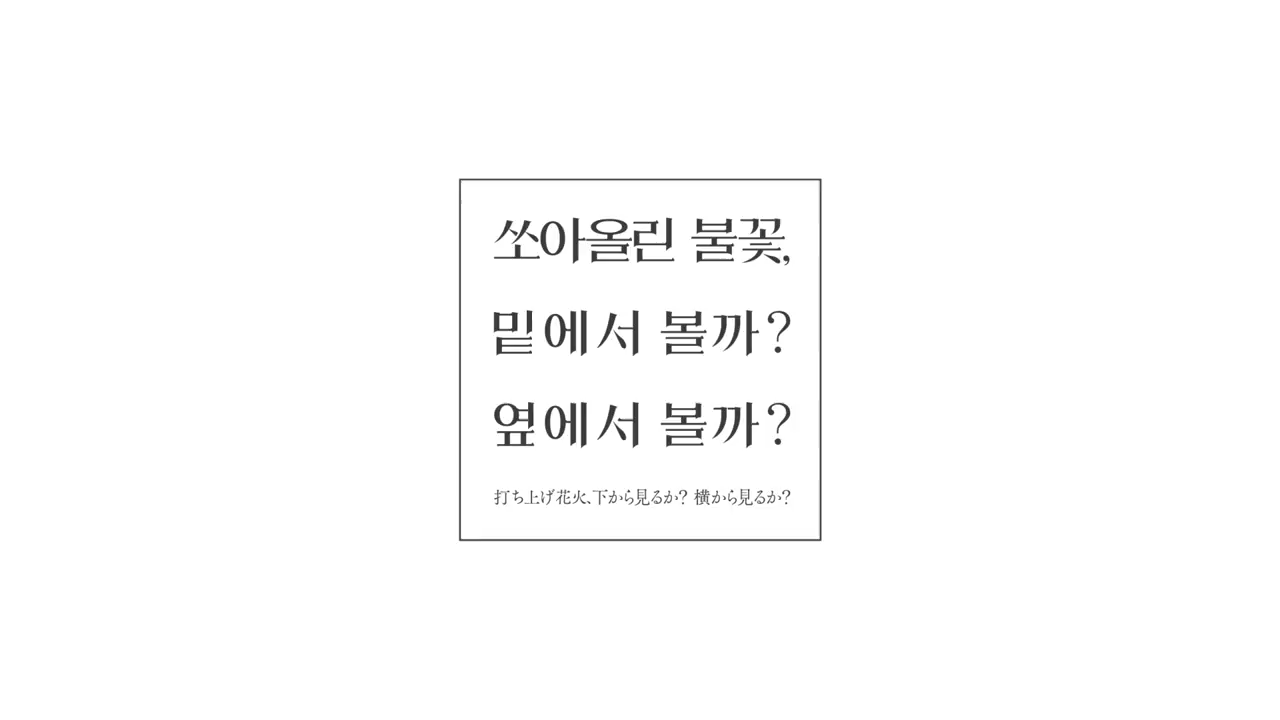 쏘아올린 불꽃,
밑에서 볼까?
옆에서 볼까?
打ち上げ花火、下から見るか? 横から見るか?